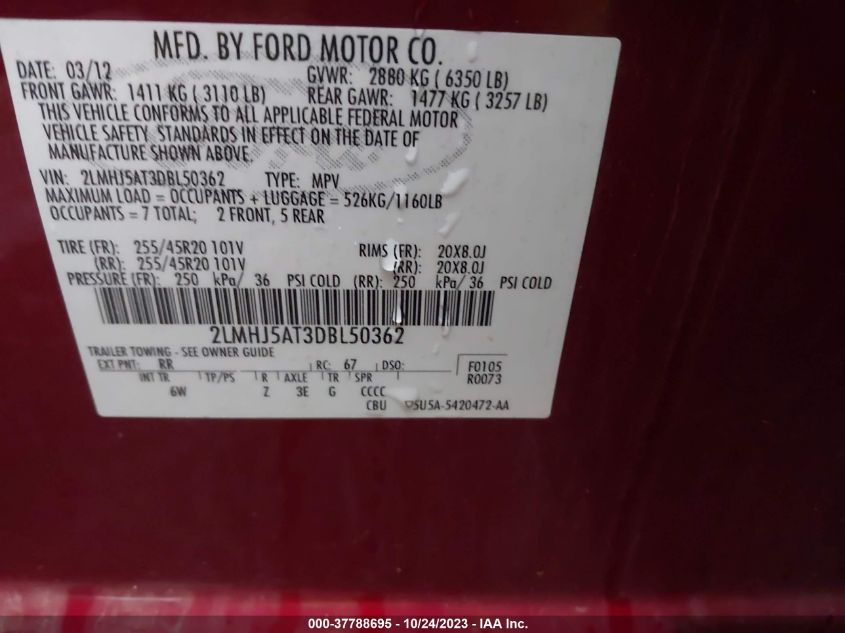 MFD. BY FORD MOTOR CO.
DATE: 03/12 GVWR: 2880 KG ( 6350 LB)
FRONT GAWR: 1411 KG ( 3110 LB) REAR GAWR: 1477 KG ( 3257 LB)
THIS VEHICLE CONFORMS TO ALL APPLICABLE FEDERAL MOTOR
VEHICLE SAFETY STANDARDS IN EFFECT ON THE DATE OF
MANUFACTURE SHOWN ABOVE.
VIN: 2LMHJ5AT3DBL50362 TYPE: MPV
MAXIMUM LOAD = OCCUPANTS + LUGGAGE = 526KG/1160LB
OCCUPANTS = 7 TOTAL; 2 FRONT, 5 REAR
TIRE (FR): 255/45R20 101V RIMS (FR): 20X8.0J
(RR): 255/45R20 101V (RR): 20X8.0J
PRESSURE (FR): 250 kPa/ 36 PSI COLD (RR): 250 kPa/ 36 PSI COLD
2LMHJ5AT3DBL50362
TRAILER TOWING - SEE OWNER GUIDE
EXT PNT: RR RC: 67 DSO: F0105
R0073
INT TR TP/PS R AXLE TR SPR
6W Z 3E G CCCC
CBU 5U5A-5420472-AA
000-37788695 - 10/24/2023 - IAA Inc.